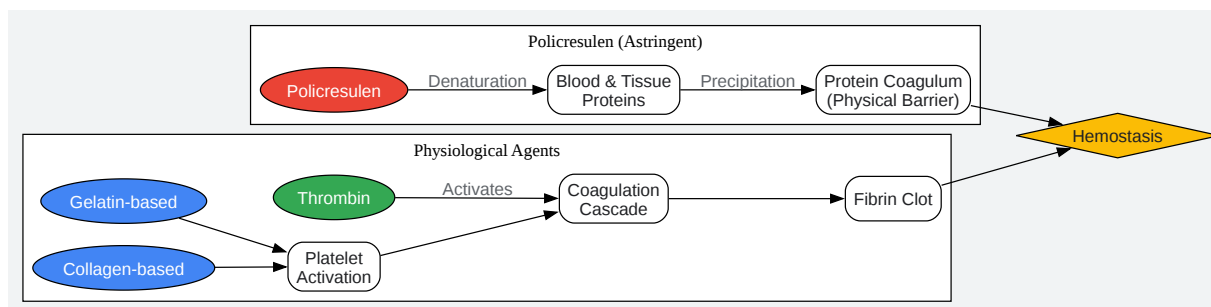 Policresulen (Astringent)
Policresulen
Denaturation
Blood & Tissue
Proteins
Precipitation
Protein Coagulum
(Physical Barrier)
Hemostasis
Physiological Agents
Gelatin-based
Thrombin
Activates
Coagulation
Cascade
Fibrin Clot
Collagen-based
Platelet
Activation